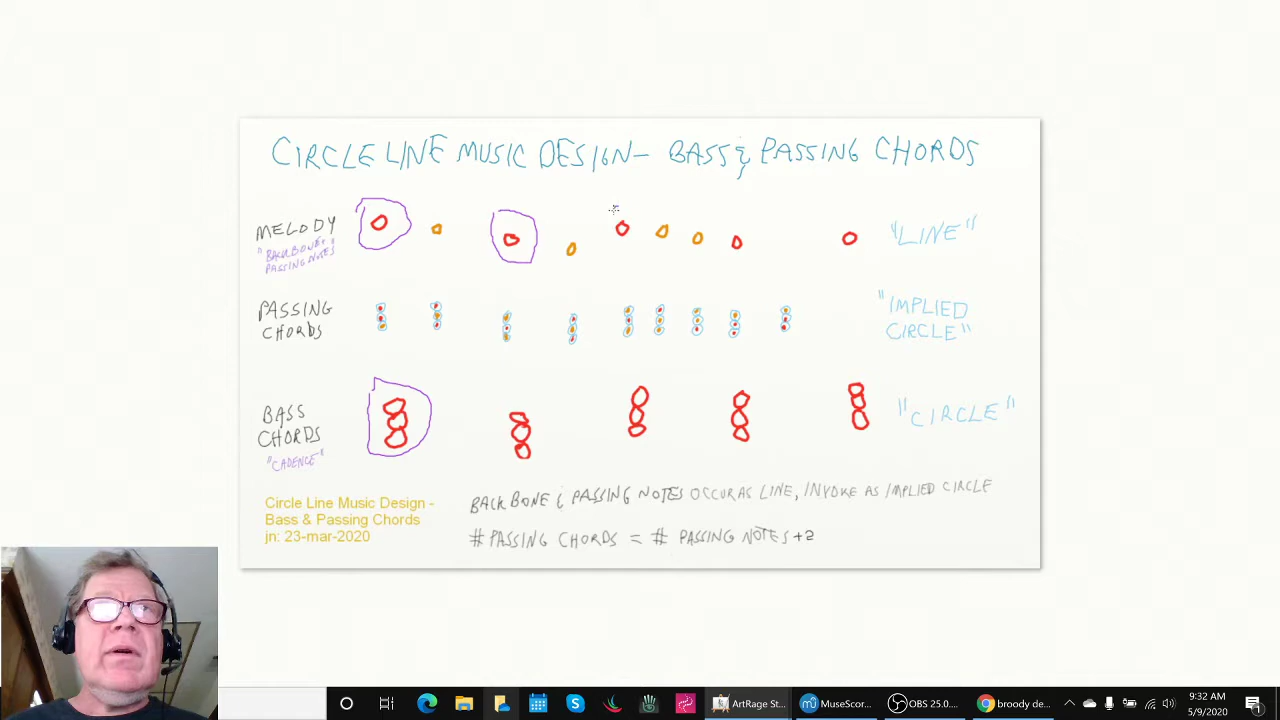 CIRCLE LINE MUSIC DESIGN - BASS & PASSING CHORDS
MELODY
"BACKBONE &
PASSING NOTES"
"LINE"
PASSING
CHORDS
"IMPLIED
CIRCLE"
BASS
CHORDS
"CADENCE"
"CIRCLE"
Circle Line Music Design -
Bass & Passing Chords
jn: 23-mar-2020
BACKBONE & PASSING NOTES OCCUR AS LINE, INVOKE AS IMPLIED CIRCLE
# PASSING CHORDS = # PASSING NOTES +2
ArtRage St...
MuseScor...
OBS 25.0....
broody de...
9:32 AM
5/9/2020
1